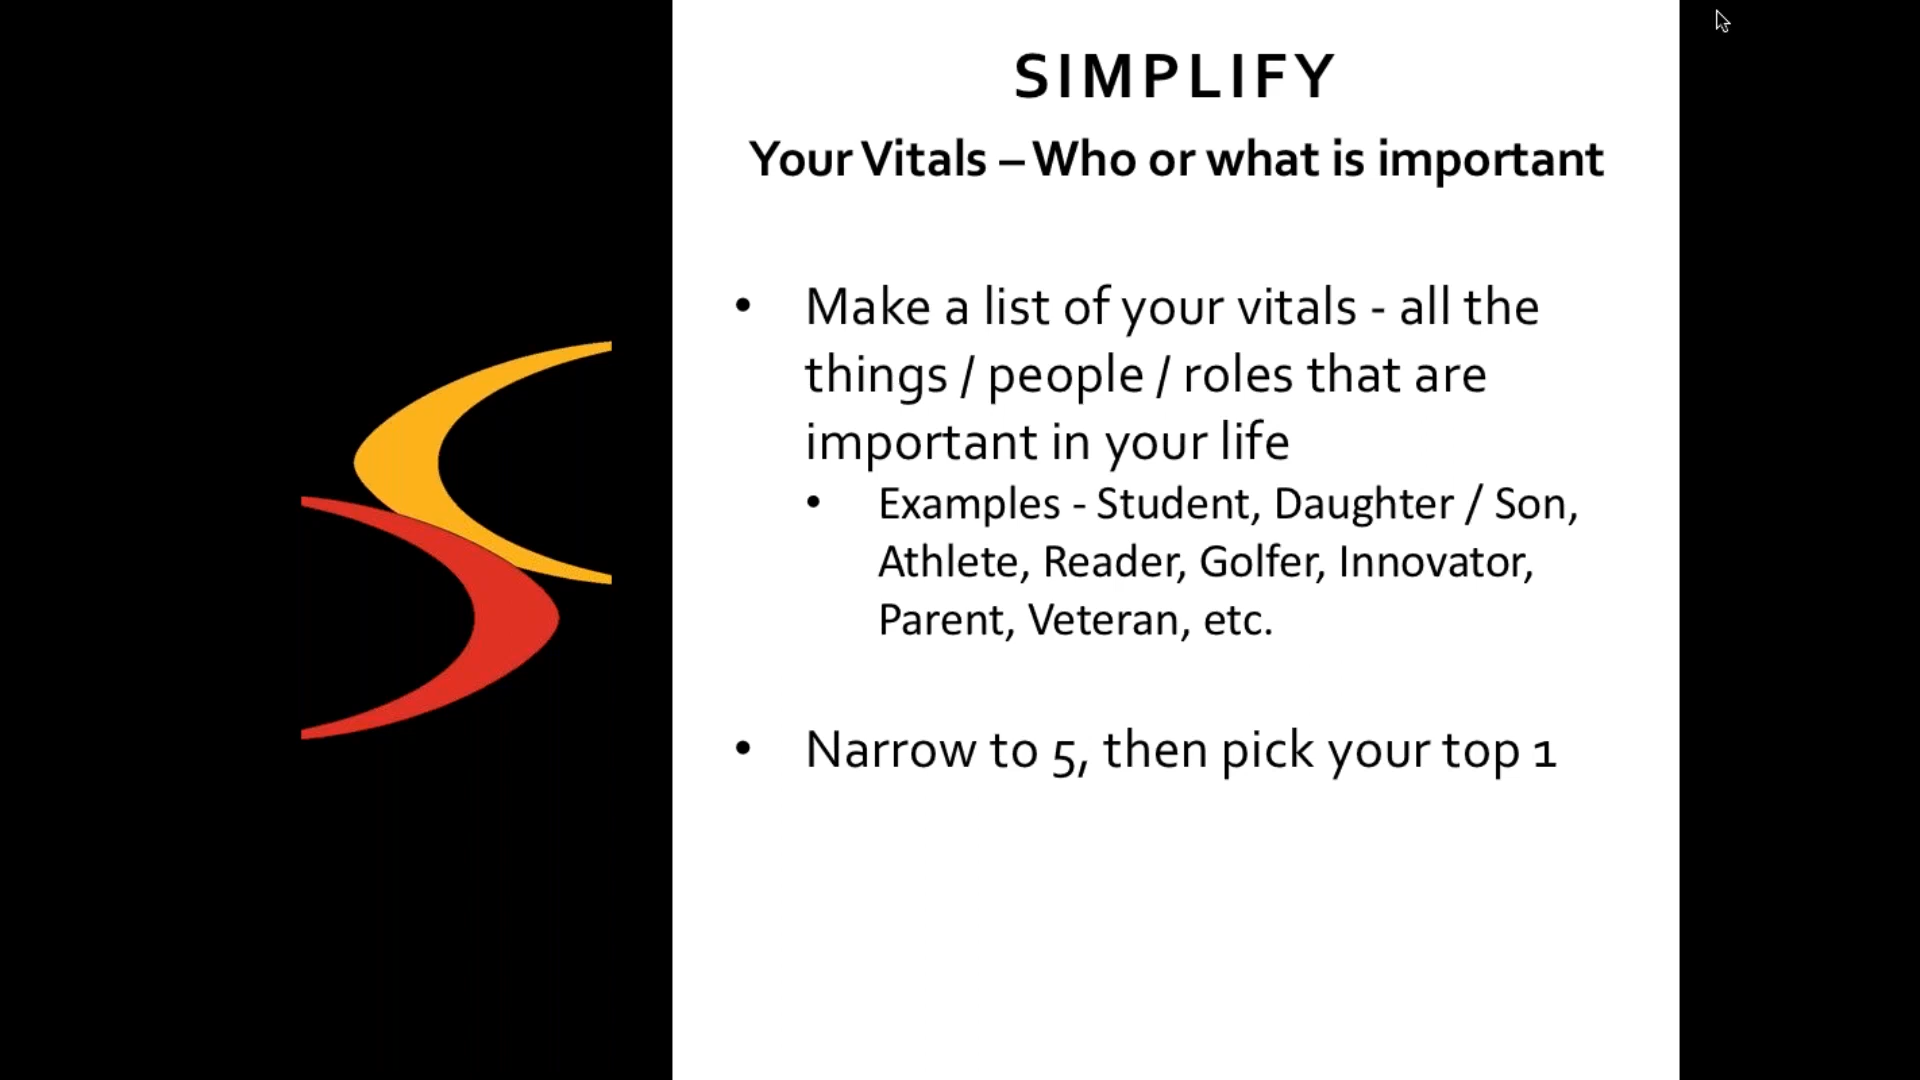 SIMPLIFY
Your Vitals – Who or what is important
• Make a list of your vitals - all the
things / people / roles that are
important in your life
• Examples - Student, Daughter / Son,
Athlete, Reader, Golfer, Innovator,
Parent, Veteran, etc.
• Narrow to 5, then pick your top 1